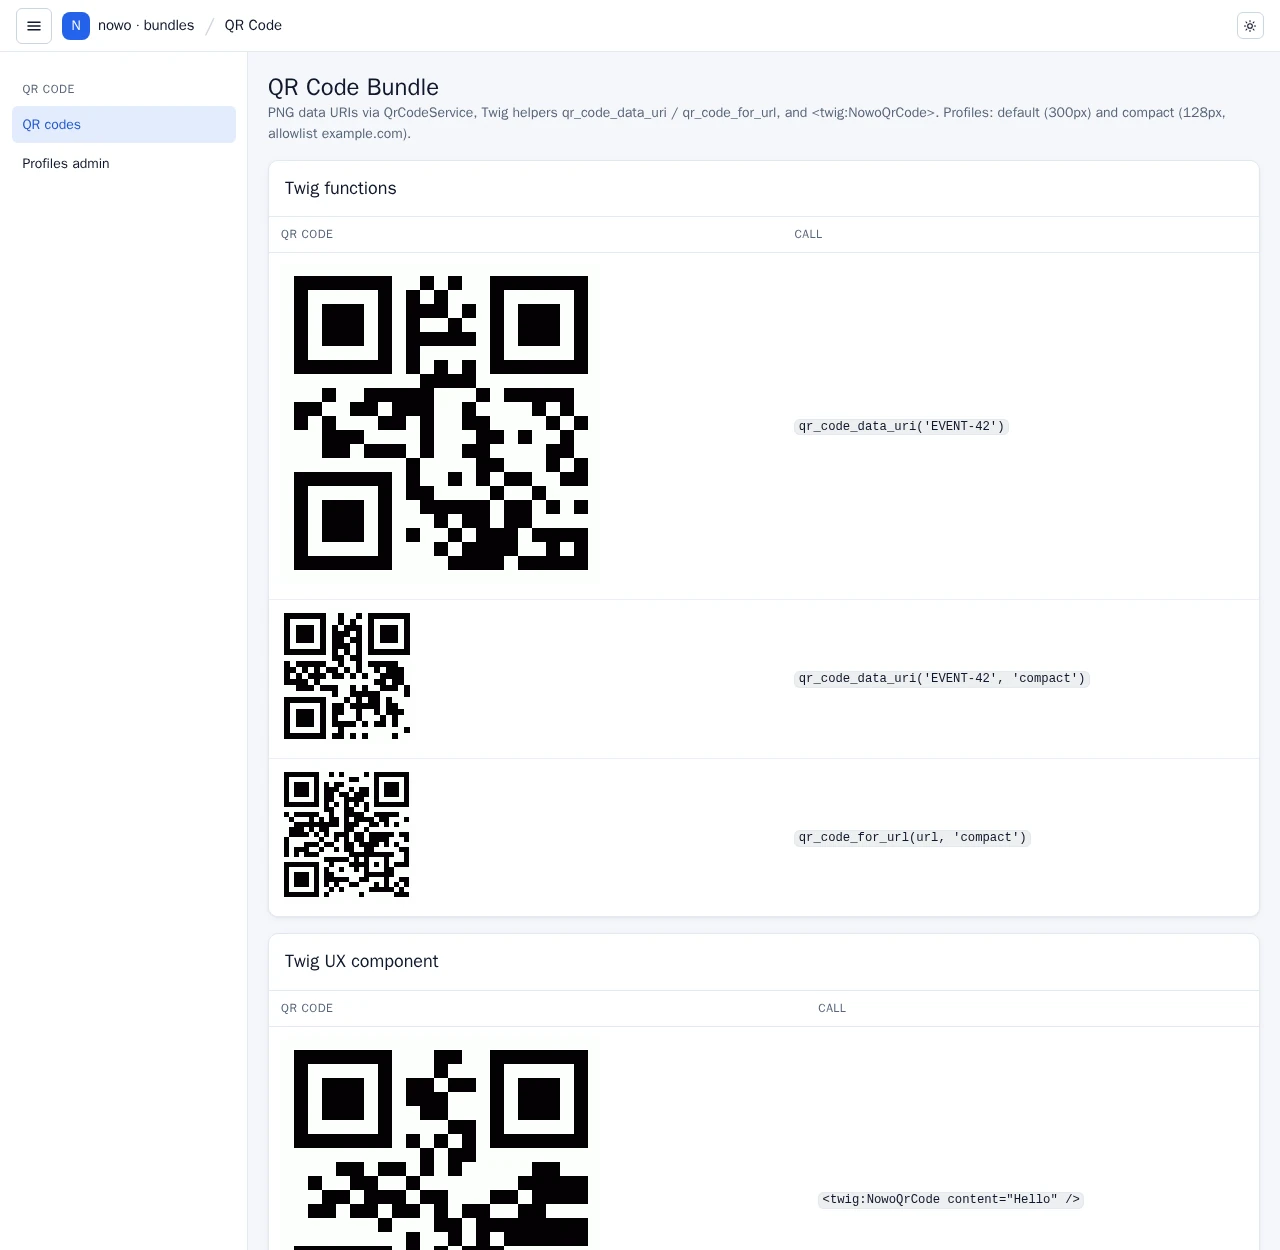 N nowo · bundles / QR Code
QR CODE
QR codes
Profiles admin
QR Code Bundle
PNG data URIs via QrCodeService, Twig helpers qr_code_data_uri / qr_code_for_url, and <twig:NowoQrCode>. Profiles: default (300px) and compact (128px,
allowlist example.com).
Twig functions
QR CODE CALL
qr_code_data_uri('EVENT-42')
qr_code_data_uri('EVENT-42', 'compact')
qr_code_for_url(url, 'compact')
Twig UX component
QR CODE CALL
<twig:NowoQrCode content="Hello" />